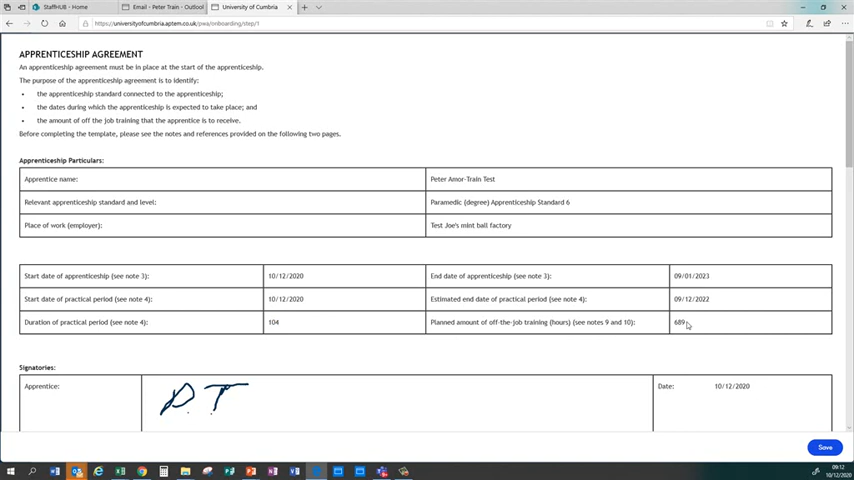 StaffHUB - Home
Email - Peter Train - Outlook
University of Cumbria
https://universityofcumbria.aptem.co.uk/pwa/onboarding/step/1
APPRENTICESHIP AGREEMENT
An apprenticeship agreement must be in place at the start of the apprenticeship.
The purpose of the apprenticeship agreement is to identify:
• the apprenticeship standard connected to the apprenticeship;
• the dates during which the apprenticeship is expected to take place; and
• the amount of off the job training that the apprentice is to receive.
Before completing the template, please see the notes and references provided on the following two pages.
Apprenticeship Particulars:
Apprentice name: Peter Amor-Train Test
Relevant apprenticeship standard and level: Paramedic (degree) Apprenticeship Standard 6
Place of work (employer): Test Joe's mint ball factory
Start date of apprenticeship (see note 3): 10/12/2020 End date of apprenticeship (see note 3): 09/01/2023
Start date of practical period (see note 4): 10/12/2020 Estimated end date of practical period (see note 4): 09/12/2022
Duration of practical period (see note 4): 104 Planned amount of off-the-job training (hours) (see notes 9 and 10): 689
Signatories:
Apprentice: P.T Date: 10/12/2020
Save
09:12
10/12/2020